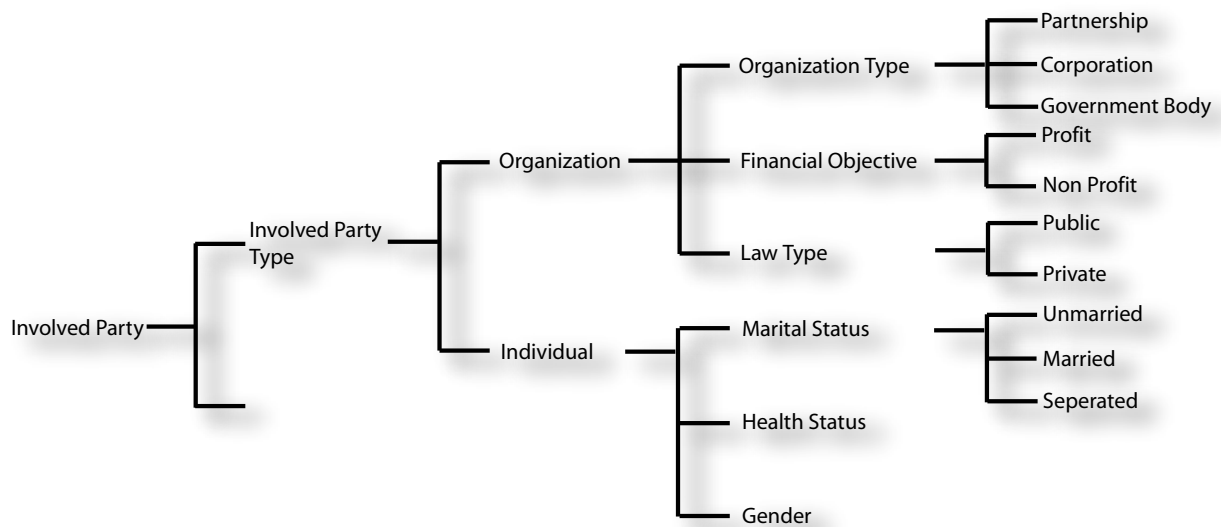 Partnership
Organization Type
Corporation
Government Body
Profit
Organization
Financial Objective
Non Profit
Involved Party
Type
Public
Law Type
Private
Involved Party
Unmarried
Marital Status
Individual
Married
Seperated
Health Status
Gender